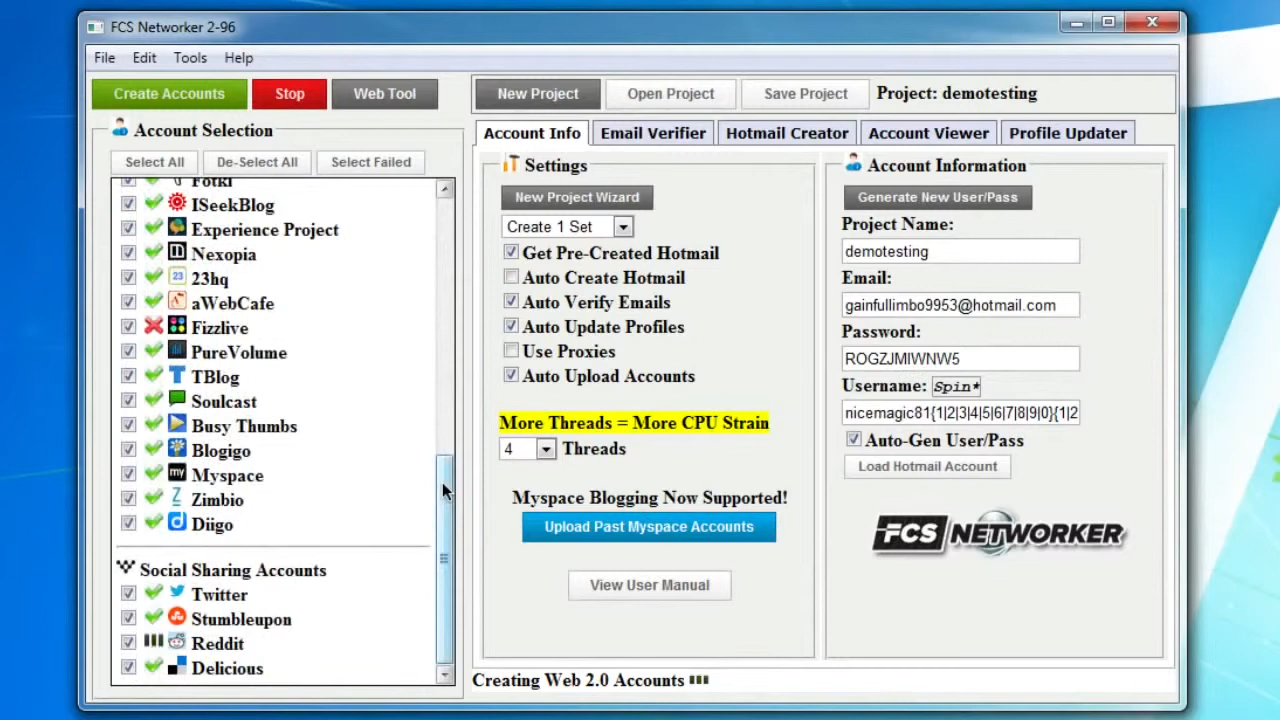 FCS Networker 2-96
File Edit Tools Help
Create Accounts Stop Web Tool
New Project Open Project Save Project Project: demotesting
Account Selection
Select All De-Select All Select Failed
Fotki
ISeekBlog
Experience Project
Nexopia
23 23hq
aWebCafe
Fizzlive
PureVolume
TBlog
Soulcast
Busy Thumbs
Blogigo
my Myspace
Zimbio
Diigo
Social Sharing Accounts
Twitter
Stumbleupon
Reddit
Delicious
Account Info Email Verifier Hotmail Creator Account Viewer Profile Updater
Settings
New Project Wizard
Create 1 Set
Get Pre-Created Hotmail
Auto Create Hotmail
Auto Verify Emails
Auto Update Profiles
Use Proxies
Auto Upload Accounts
More Threads = More CPU Strain
4 Threads
Myspace Blogging Now Supported!
Upload Past Myspace Accounts
View User Manual
Account Information
Generate New User/Pass
Project Name:
demotesting
Email:
gainfullimbo9953@hotmail.com
Password:
ROGZJMIWNW5
Username: Spin*
nicemagic81{1|2|3|4|5|6|7|8|9|0}{1|2
Auto-Gen User/Pass
Load Hotmail Account
FCS NETWORKER
Creating Web 2.0 Accounts